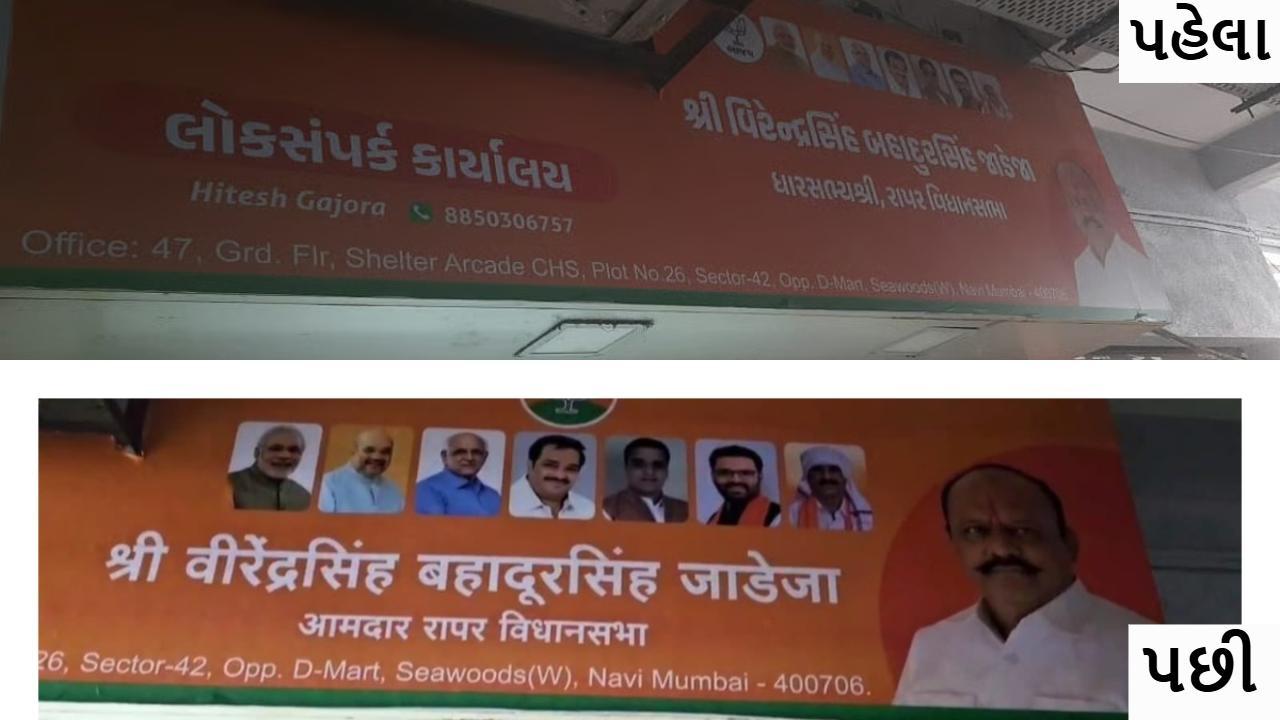 પહેલા
ભાજપ
શ્રી વિરેન્દ્રસિંહ બહાદુરસિંહ જાડેજા
ધારાસભ્યશ્રી, રાપર વિધાનસભા
લોકસંપર્ક કાર્યાલય
Hitesh Gajora 8850306757
Office: 47, Grd. Flr, Shelter Arcade CHS, Plot No.26, Sector-42, Opp. D-Mart, Seawoods(W), Navi Mumbai - 400706
श्री वीरेंद्रसिंह बहादूरसिंह जाडेजा
आमदार रापर विधानसभा
26, Sector-42, Opp. D-Mart, Seawoods(W), Navi Mumbai - 400706.
પછી